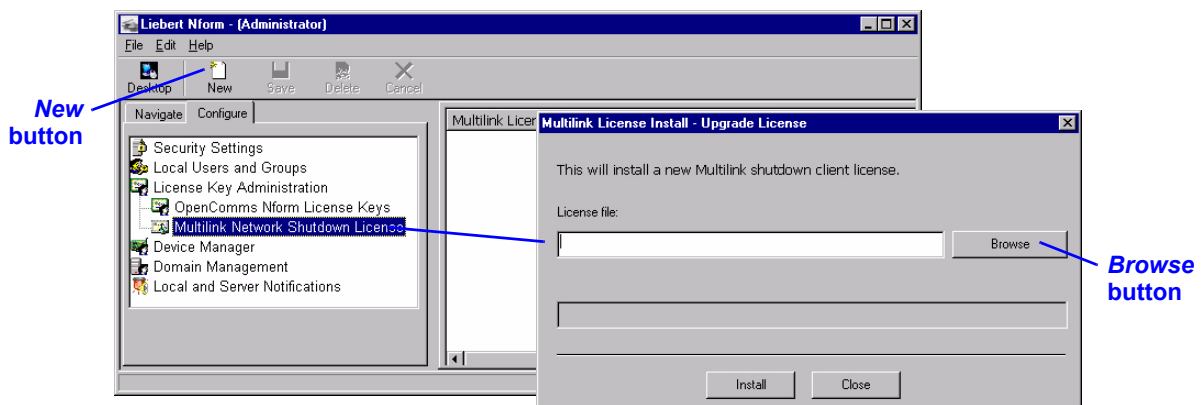 Liebert Nform - (Administrator)
File Edit Help
Desktop New Save Delete Cancel
New
button
Navigate Configure
Security Settings
Local Users and Groups
License Key Administration
OpenComms Nform License Keys
Multilink Network Shutdown License
Device Manager
Domain Management
Local and Server Notifications
Multilink Licer
Multilink License Install - Upgrade License
This will install a new Multilink shutdown client license.
License file:
Browse
Browse
button
Install Close